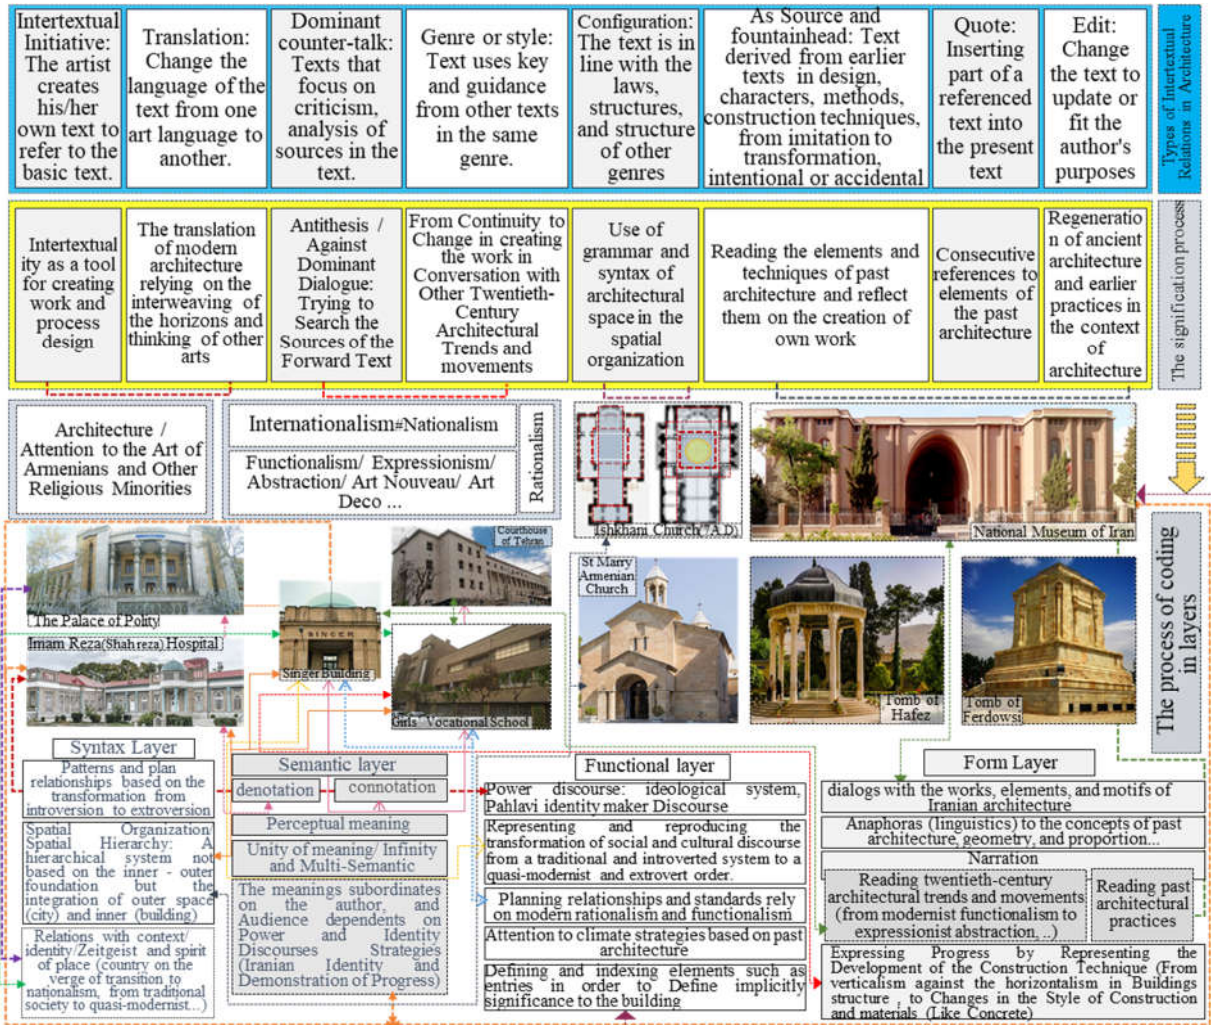 Intertextual
Initiative:
The artist
creates
his/her
own text to
refer to the
basic text.
Translation:
Change the
language of the
text from one
art language to
another.
Dominant
counter-talk:
Texts that
focus on
criticism,
analysis of
sources in the
text.
Genre or style:
Text uses key
and guidance
from other texts
in the same
genre.
Configuration:
The text is in
line with the
laws,
structures,
and structure
of other
genres
As Source and
fountainhead: Text
derived from earlier
texts in design,
characters, methods,
construction techniques,
from imitation to
transformation,
intentional or accidental
Quote:
Inserting
part of a
referenced
text into
the present
text
Edit:
Change
the text to
update or
fit the
author's
purposes
Types of Intertextual
Relations in Architecture
Intertextual
ity as a tool
for creating
work and
process
design
The translation
of modern
architecture
relying on the
interweaving of
the horizons and
thinking of other
arts
Antithesis /
Against
Dominant
Dialogue:
Trying to
Search the
Sources of the
Forward Text
From Continuity to
Change in creating
the work in
Conversation with
Other Twentieth-
Century
Architectural
Trends and
movements
Use of
grammar and
syntax of
architectural
space in the
spatial
organization
Reading the elements and
techniques of past
architecture and reflect
them on the creation of
own work
Consecutive
references to
elements of
the past
architecture
Regeneratio
n of ancient
architecture
and earlier
practices in
the context
of
architecture
The signification process
Architecture /
Attention to the Art of
Armenians and Other
Religious Minorities
Internationalism≠Nationalism
Functionalism/ Expressionism/
Abstraction/ Art Nouveau/ Art
Deco ...
Rationalism
Ishkhani Church(7A.D)
National Museum of Iran
The Palace of Polity
Imam Reza(Shahreza) Hospital
SINGER
Singer Building
Courthouse
of Tehran
Girls' Vocational School
St Marry
Armenian
Church
Tomb of
Hafez
Tomb of
Ferdowsi
The process of coding
in layers
Syntax Layer
Patterns and plan
relationships based on the
transformation from
introversion to extroversion
Spatial Organization/
Spatial Hierarchy: A
hierarchical system not
based on the inner - outer
foundation but the
integration of outer space
(city) and inner (building)
Relations with context/
identity/Zeitgeist and spirit
of place (country on the
verge of transition to
nationalism, from traditional
society to quasi-modernist...)
Semantic layer
denotation
connotation
Perceptual meaning
Unity of meaning/ Infinity
and Multi-Semantic
The meanings subordinates
on the author, and
Audience dependents on
Power and Identity
Discourses Strategies
(Iranian Identity and
Demonstration of Progress)
Functional layer
Power discourse: ideological system,
Pahlavi identity maker Discourse
Representing and reproducing the
transformation of social and cultural discourse
from a traditional and introverted system to a
quasi-modernist and extrovert order.
Planning relationships and standards rely
on modern rationalism and functionalism
Attention to climate strategies based on past
architecture
Defining and indexing elements such as
entries in order to Define implicitly
significance to the building
Form Layer
dialogs with the works, elements, and motifs of
Iranian architecture
Anaphoras (linguistics) to the concepts of past
architecture, geometry, and proportion...
Narration
Reading twentieth-century
architectural trends and movements
(from modernist functionalism to
expressionist abstraction, ..)
Reading past
architectural
practices
Expressing Progress by Representing the
Development of the Construction Technique (From
verticalism against the horizontalism in Buildings
structure , to Changes in the Style of Construction
and materials (Like Concrete)